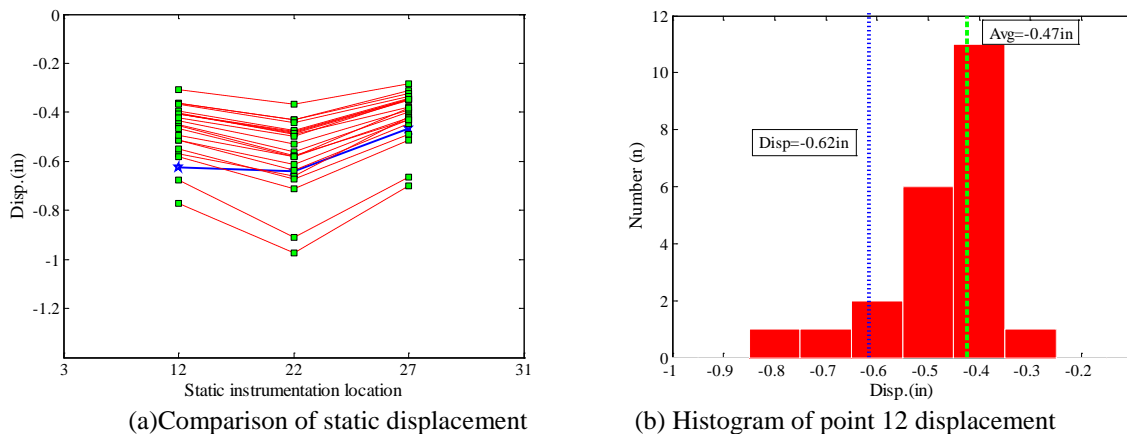 -0
-0.2
-0.4
-0.6
-0.8
-1
-1.2
Disp.(in)
3 12 22 27 31
Static instrumentation location
(a)Comparison of static displacement
12
10
8
6
4
2
0
Number (n)
Avg=-0.47in
Disp=-0.62in
-1 -0.9 -0.8 -0.7 -0.6 -0.5 -0.4 -0.3 -0.2
Disp.(in)
(b) Histogram of point 12 displacement